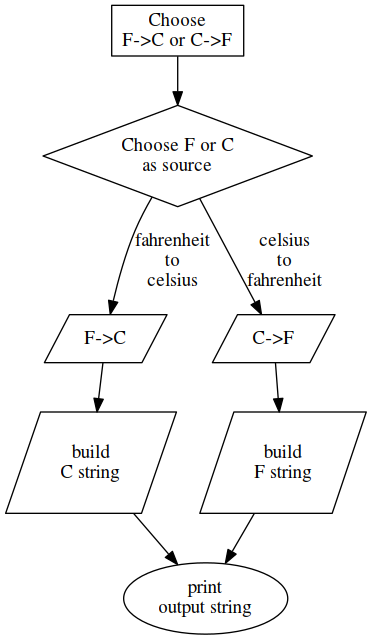 Choose
F->C or C->F
Choose F or C
as source
fahrenheit
to
celsius
celsius
to
fahrenheit
F->C
C->F
build
C string
build
F string
print
output string